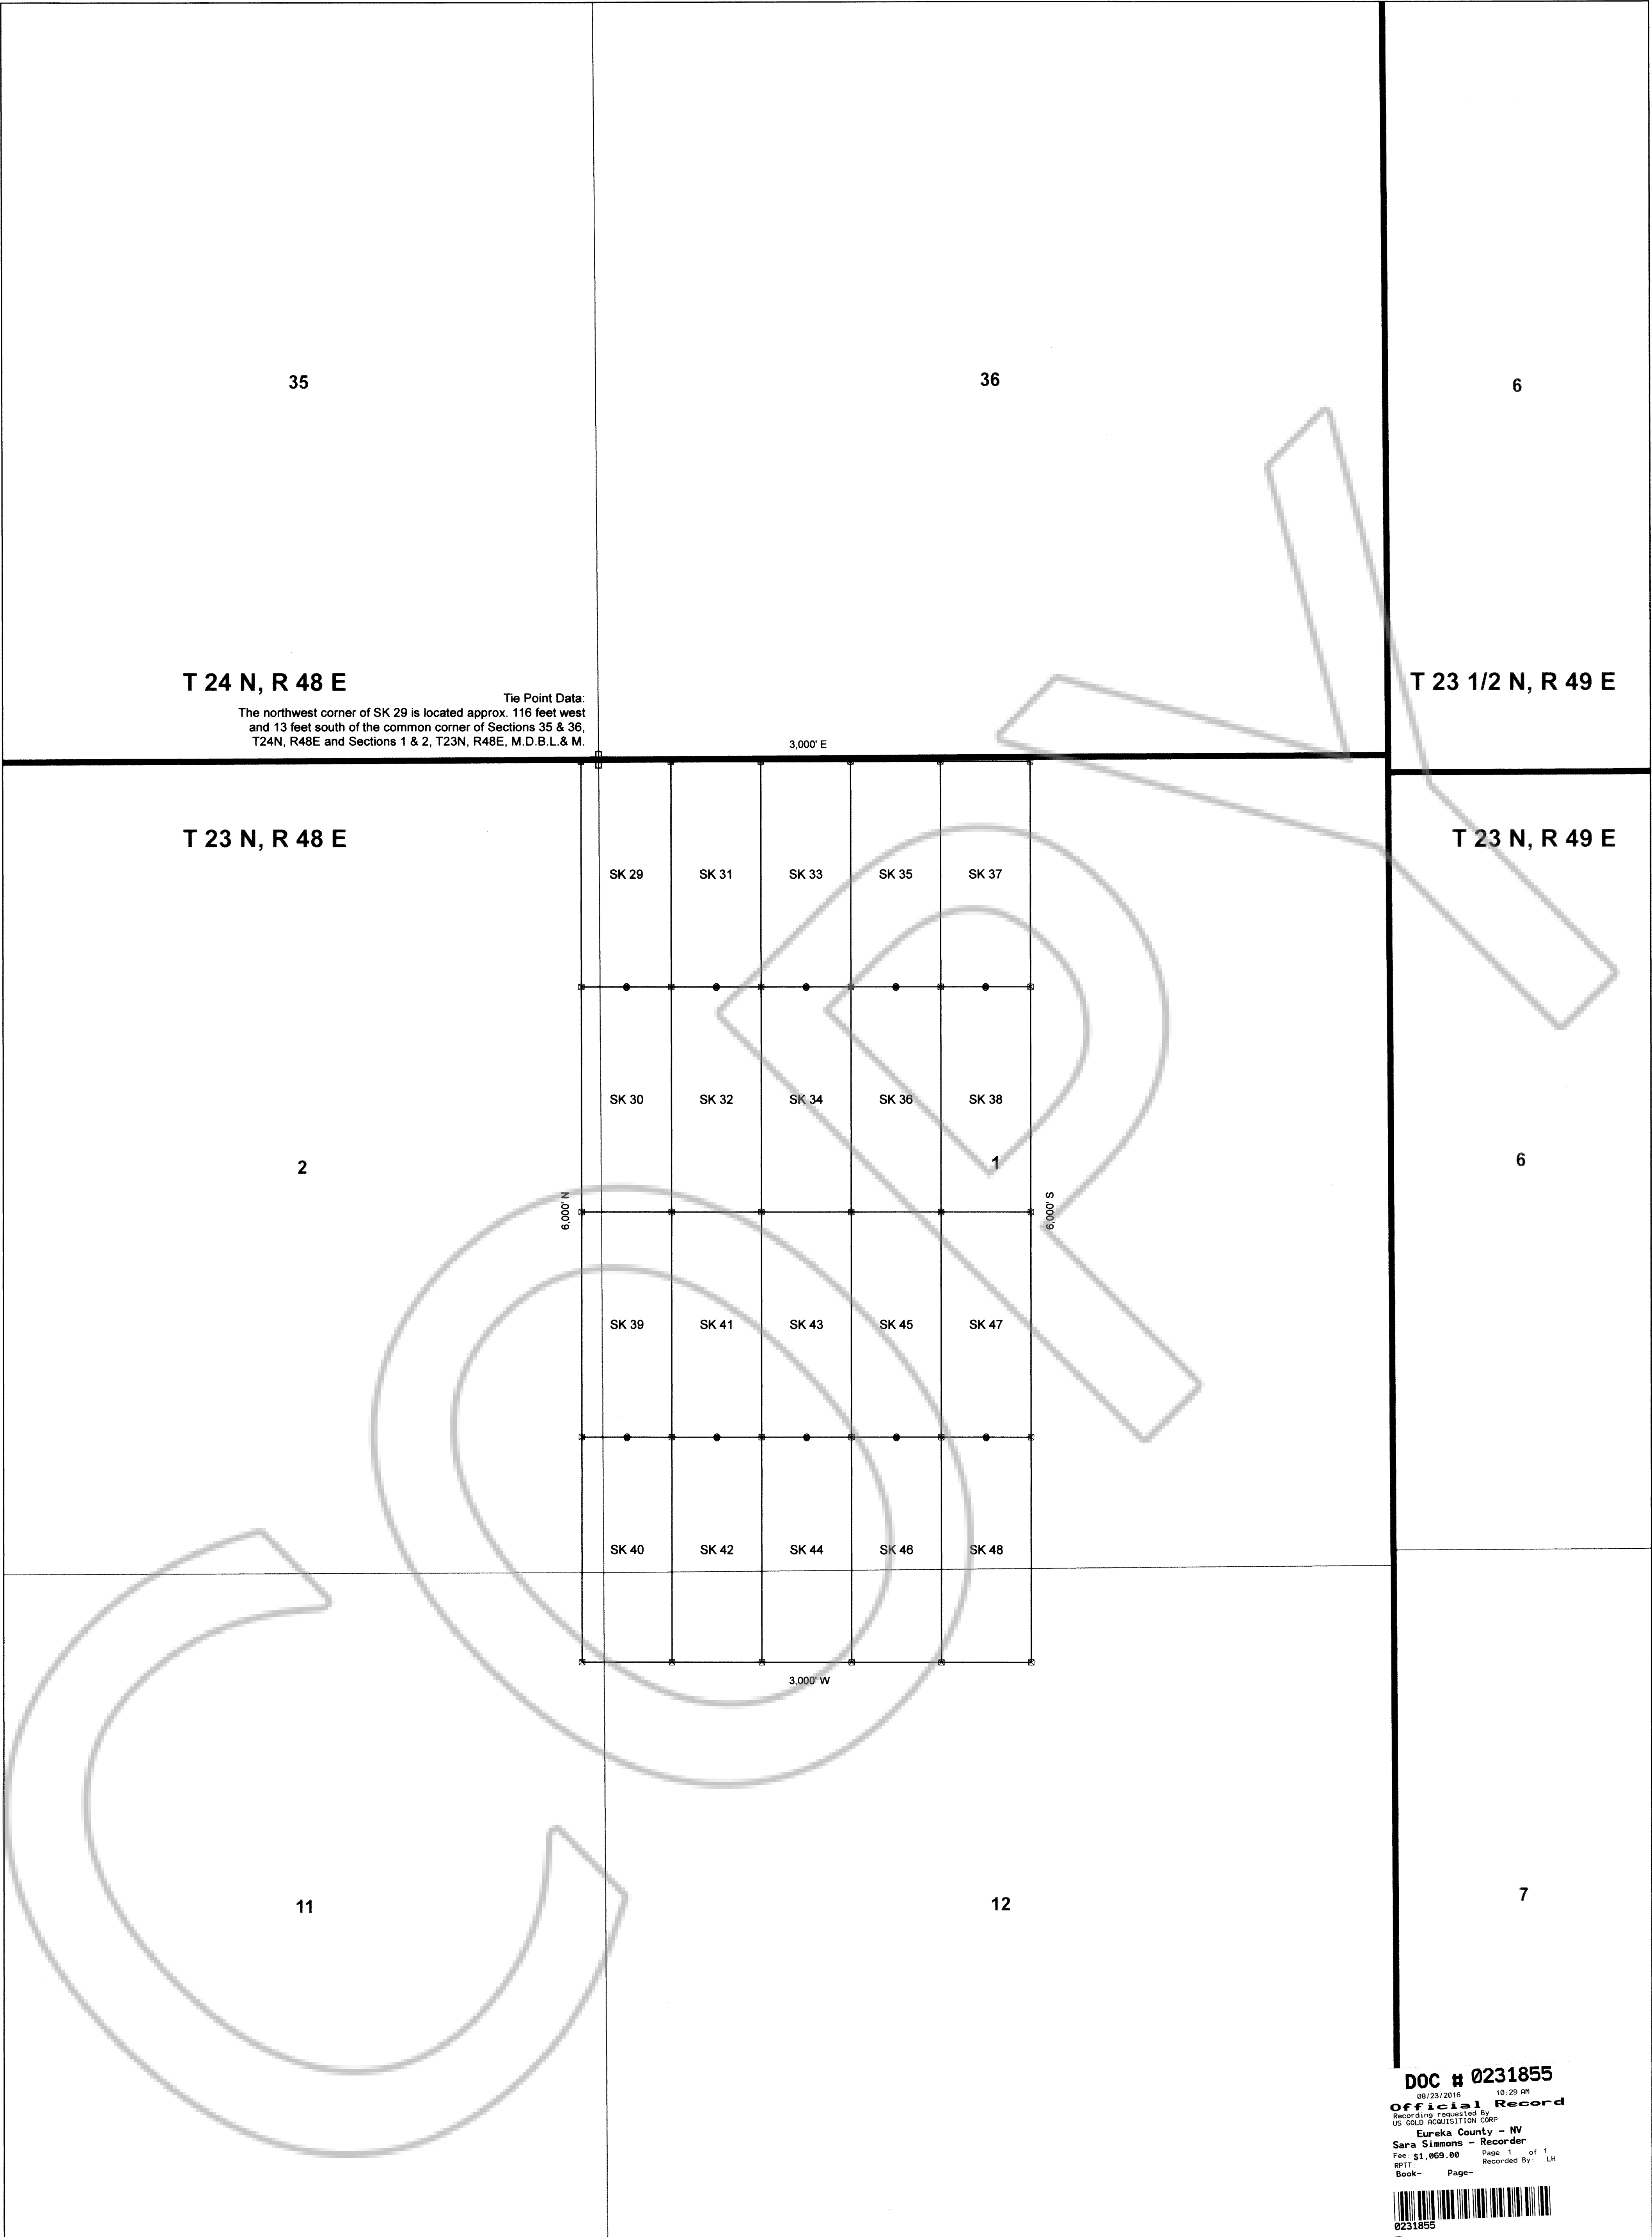 35
36
6
T 24 N, R 48 E
T 23 1/2 N, R 49 E
Tie Point Data:
The northwest corner of SK 29 is located approx. 116 feet west
and 13 feet south of the common corner of Sections 35 & 36,
T24N, R48E and Sections 1 & 2, T23N, R48E, M.D.B.L.& M.
3,000' E
T 23 N, R 48 E
T 23 N, R 49 E
SK 29
SK 31
SK 33
SK 35
SK 37
SK 30
SK 32
SK 34
SK 36
SK 38
2
1
6
6,000' N
6,000' S
SK 39
SK 41
SK 43
SK 45
SK 47
SK 40
SK 42
SK 44
SK 46
SK 48
3,000' W
11
12
7
COPY
DOC # 0231855
08/23/2016 10:29 AM
Official Record
Recording requested By
US GOLD ACQUISITION CORP
Eureka County - NV
Sara Simmons - Recorder
Fee: $1,069.00 Page 1 of 1
RPTT: Recorded By: LH
Book- Page-
0231855